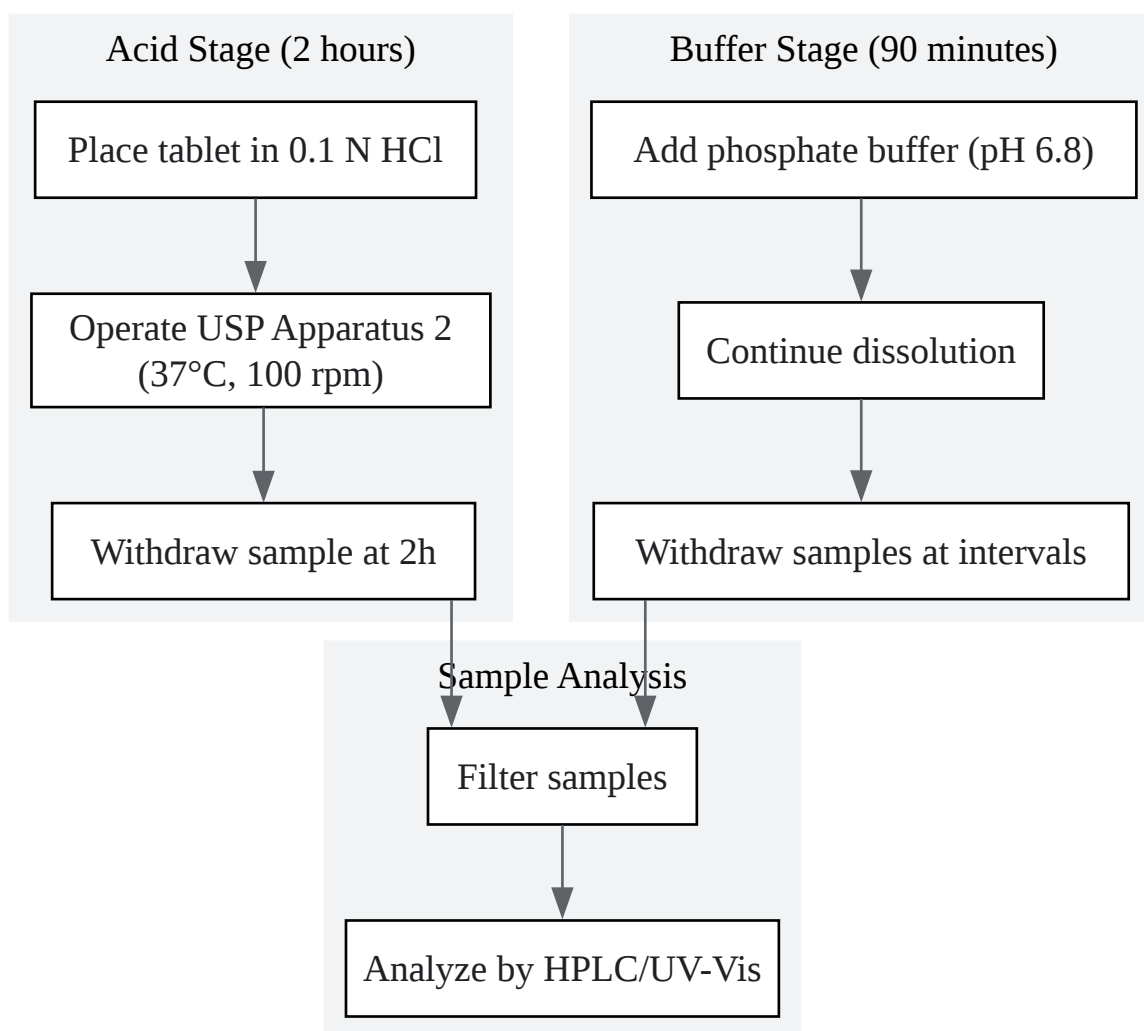 Acid Stage (2 hours)
Place tablet in 0.1 N HCl
Operate USP Apparatus 2
(37°C, 100 rpm)
Withdraw sample at 2h
Buffer Stage (90 minutes)
Add phosphate buffer (pH 6.8)
Continue dissolution
Withdraw samples at intervals
Sample Analysis
Filter samples
Analyze by HPLC/UV-Vis